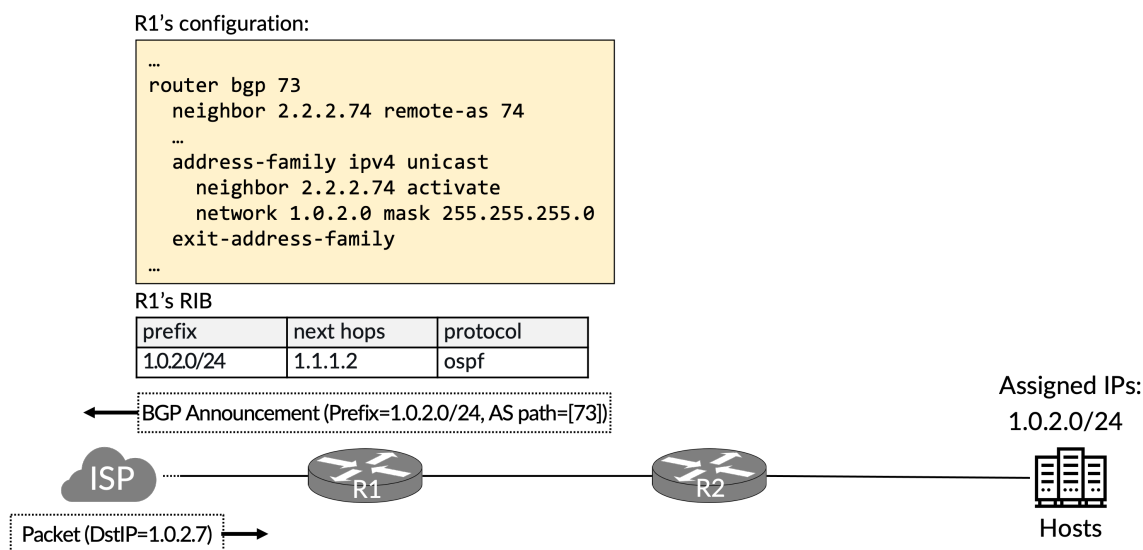 R1's configuration:
…
router bgp 73
neighbor 2.2.2.74 remote-as 74
…
address-family ipv4 unicast
neighbor 2.2.2.74 activate
network 1.0.2.0 mask 255.255.255.0
exit-address-family
…
R1's RIB
prefix next hops protocol
1.0.2.0/24 1.1.1.2 ospf
BGP Announcement (Prefix=1.0.2.0/24, AS path=[73])
Assigned IPs:
1.0.2.0/24
ISP
R1
R2
Packet (DstIP=1.0.2.7)
Hosts